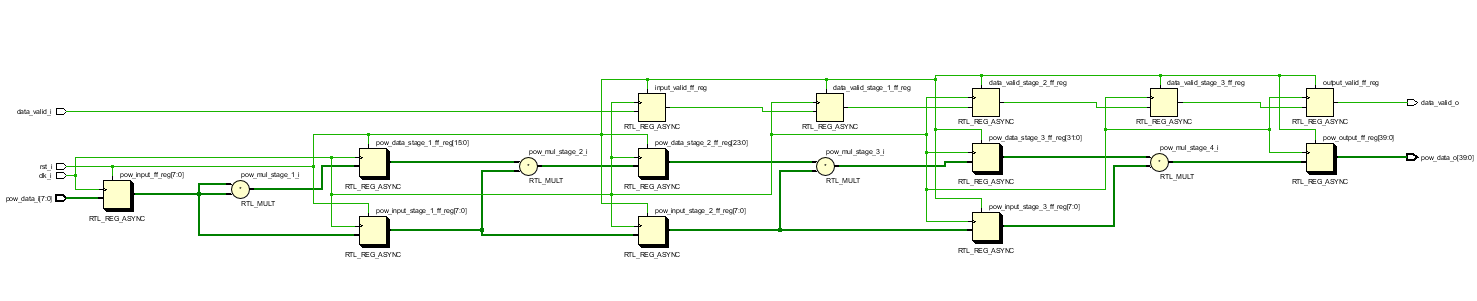 input_valid_ff_reg
RTL_REG_ASYNC
data_valid_stage_1_ff_reg
RTL_REG_ASYNC
data_valid_stage_2_ff_reg
RTL_REG_ASYNC
data_valid_stage_3_ff_reg
RTL_REG_ASYNC
output_valid_ff_reg
RTL_REG_ASYNC
data_valid_i
data_valid_o
pow_data_stage_1_ff_reg[15:0]
RTL_REG_ASYNC
pow_mul_stage_2_i
RTL_MULT
pow_data_stage_2_ff_reg[23:0]
RTL_REG_ASYNC
pow_mul_stage_3_i
RTL_MULT
pow_data_stage_3_ff_reg[31:0]
RTL_REG_ASYNC
pow_mul_stage_4_i
RTL_MULT
pow_output_ff_reg[39:0]
RTL_REG_ASYNC
pow_data_o[39:0]
rst_i
clk_i
pow_data_i[7:0]
pow_input_ff_reg[7:0]
RTL_REG_ASYNC
pow_mul_stage_1_i
RTL_MULT
pow_input_stage_1_ff_reg[7:0]
RTL_REG_ASYNC
pow_input_stage_2_ff_reg[7:0]
RTL_REG_ASYNC
pow_input_stage_3_ff_reg[7:0]
RTL_REG_ASYNC